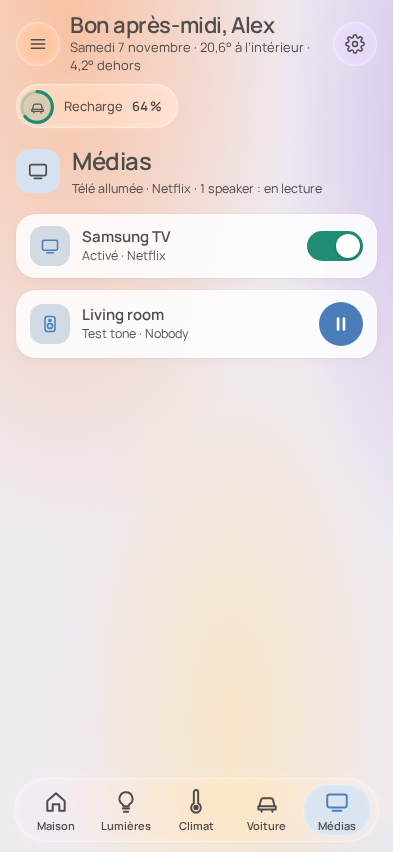 Bon après-midi, Alex
Samedi 7 novembre · 20,6° à l'intérieur ·
4,2° dehors
Recharge 64 %
Médias
Télé allumée · Netflix · 1 speaker : en lecture
Samsung TV
Activé · Netflix
Living room
Test tone · Nobody
Maison Lumières Climat Voiture Médias